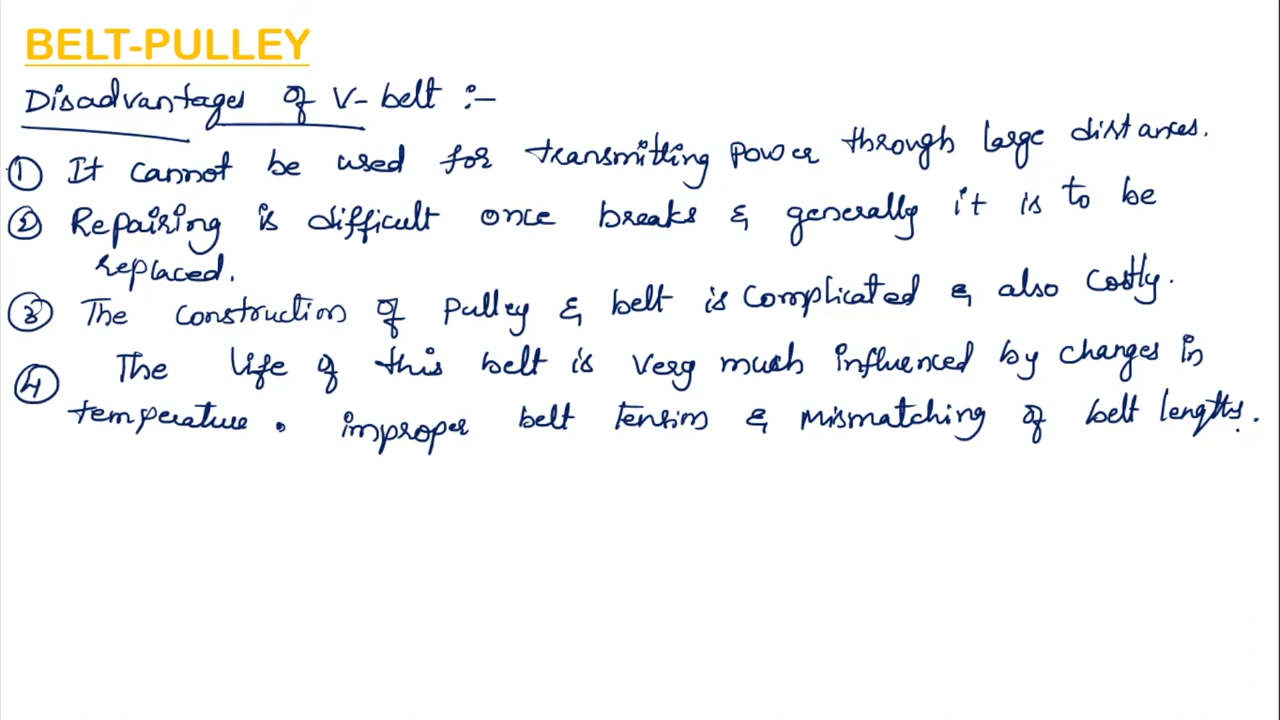 BELT-PULLEY
Disadvantages of V-belt :-
① It cannot be used for transmitting power through large distances.
② Repairing is difficult once breaks & generally it is to be
replaced.
③ The construction of pulley & belt is complicated & also costly.
④ The life of this belt is very much influenced by changes in
temperature. improper belt tension & mismatching of belt lengths.